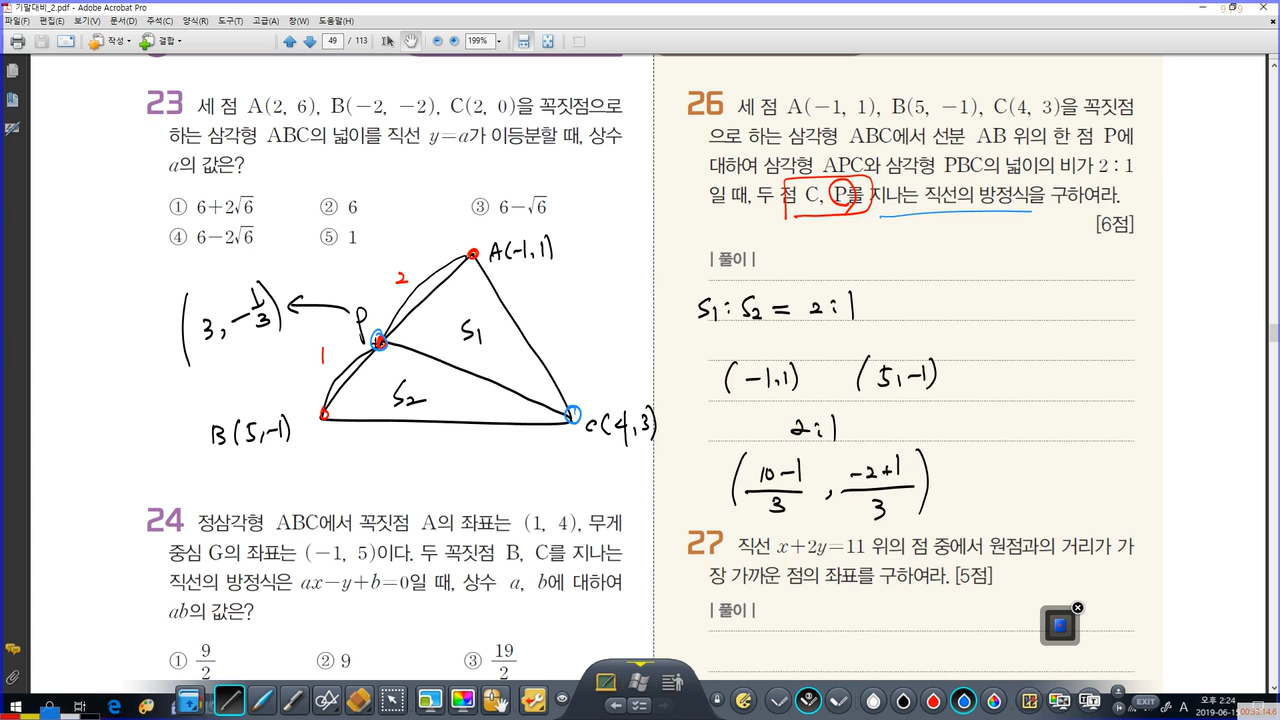 기말대비_2.pdf - Adobe Acrobat Pro
파일(F) 편집(E) 보기(V) 문서(D) 주석(C) 양식(R) 도구(T) 고급(A) 창(W) 도움말(H)
작성 결합 49 / 113 199%
23 세 점 A(2, 6), B(−2, −2), C(2, 0)을 꼭짓점으로
하는 삼각형 ABC의 넓이를 직선 y=a가 이등분할 때, 상수
a의 값은?
① 6+2√6 ② 6 ③ 6−√6
④ 6−2√6 ⑤ 1
A(-1,1)
2
(3, -1/3)
P
S1
1
S2
B(5,-1)
C(4,3)
24 정삼각형 ABC에서 꼭짓점 A의 좌표는 (1, 4), 무게
중심 G의 좌표는 (−1, 5)이다. 두 꼭짓점 B, C를 지나는
직선의 방정식은 ax−y+b=0일 때, 상수 a, b에 대하여
ab의 값은?
① 9/2 ② 9 ③ 19/2
26 세 점 A(−1, 1), B(5, −1), C(4, 3)을 꼭짓점
으로 하는 삼각형 ABC에서 선분 AB 위의 한 점 P에
대하여 삼각형 APC와 삼각형 PBC의 넓이의 비가 2 : 1
일 때, 두 점 C, P를 지나는 직선의 방정식을 구하여라.
[6점]
| 풀이 |
S1 : S2 = 2 : 1
(-1,1) (5,-1)
2:1
(10-1/3, -2+1/3)
27 직선 x+2y=11 위의 점 중에서 원점과의 거리가 가
장 가까운 점의 좌표를 구하여라. [5점]
| 풀이 |
EXIT
A
오후 2:24